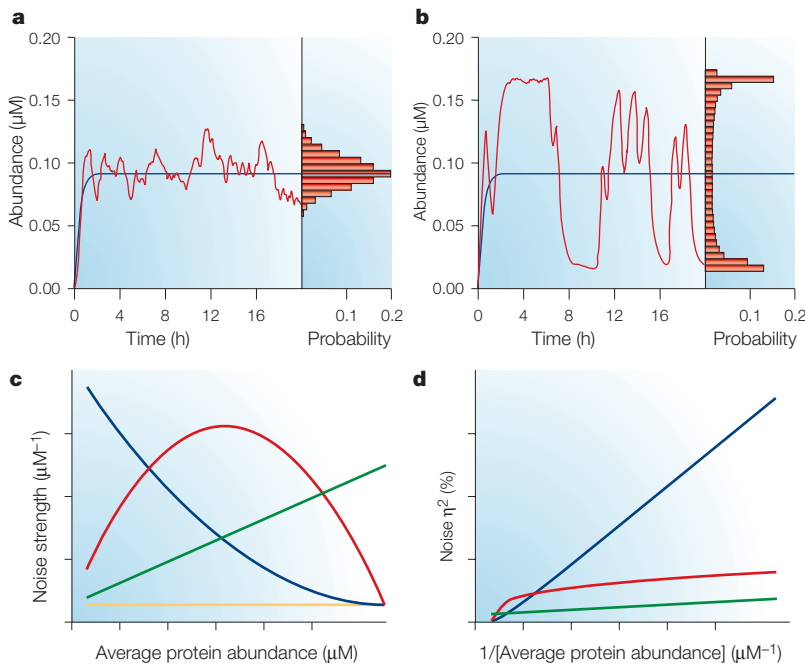 a
0.20
0.15
0.10
0.05
0.00
Abundance (µM)
0 4 8 12 16
Time (h)
0.1 0.2
Probability
b
0.20
0.15
0.10
0.05
0.00
Abundance (µM)
0 4 8 12 16
Time (h)
0.1 0.2
Probability
c
Noise strength (µM⁻¹)
Average protein abundance (µM)
d
Noise η² (%)
1/[Average protein abundance] (µM⁻¹)